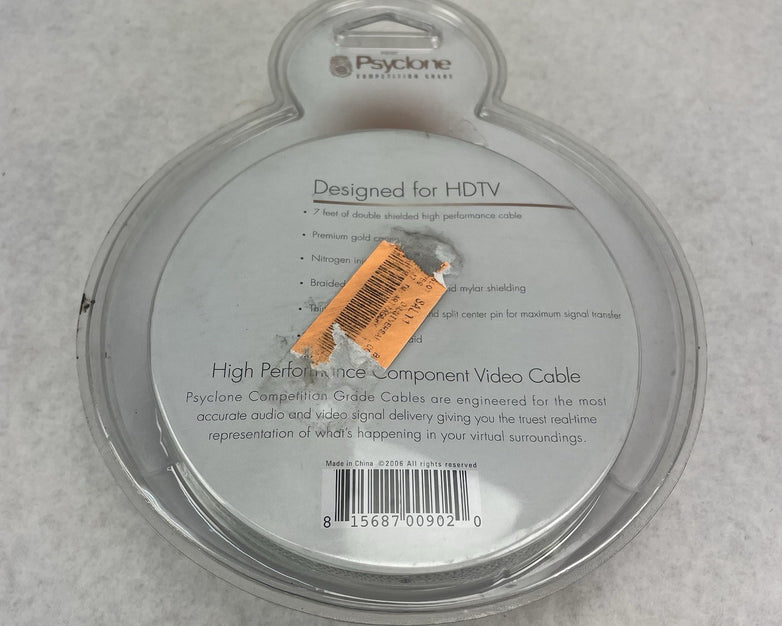 Psyclone
COMPETITION GRADE
Designed for HDTV
• 7 feet of double shielded high performance cable
• Premium gold
• Nitrogen
• Braided mylar shielding
• split center pin for maximum signal transfer
•
High Component Video Cable
Psyclone Competition Grade Cables are engineered for the most
accurate audio and video signal delivery giving you the truest real-time
representation of what's happening in your virtual surroundings.
Made in China ©2006 All rights reserved
8 15687 00902 0